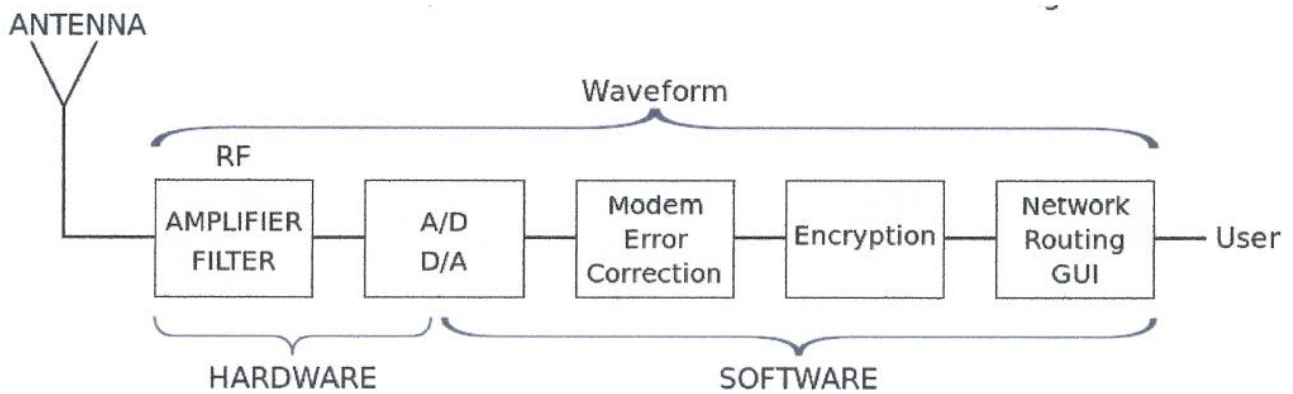 ANTENNA
Waveform
RF
AMPLIFIER
FILTER
A/D
D/A
Modem
Error
Correction
Encryption
Network
Routing
GUI
User
HARDWARE
SOFTWARE